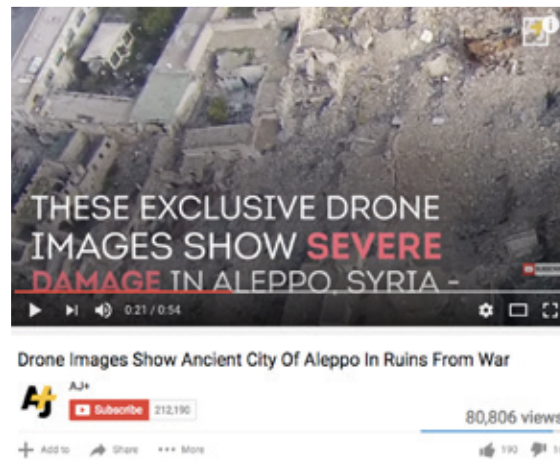 THESE EXCLUSIVE DRONE
IMAGES SHOW SEVERE
DAMAGE IN ALEPPO, SYRIA -
0:21 / 0:54
Drone Images Show Ancient City Of Aleppo In Ruins From War
AJ+
Subscribe 212,190
80,806 views
Add to Share More 190